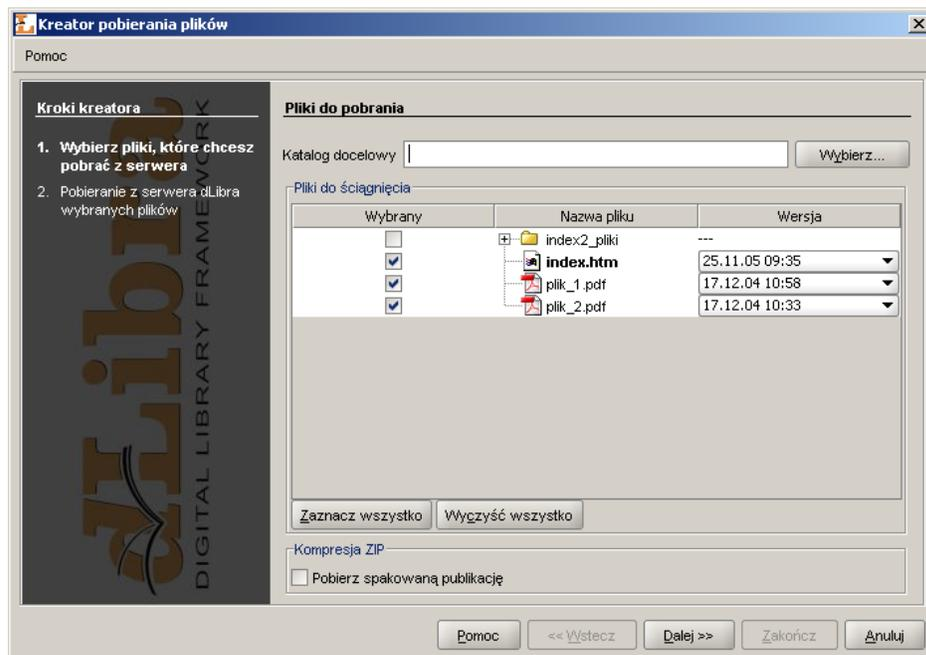 Kreator pobierania plików
Pomoc
Kroki kreatora
1. Wybierz pliki, które chcesz
pobrać z serwera
2. Pobieranie z serwera dLibra
wybranych plików
dLibra
DIGITAL LIBRARY FRAMEWORK
Pliki do pobrania
Katalog docelowy
Wybierz...
Pliki do ściągnięcia
Wybrany Nazwa pliku Wersja
index2_pliki ---
index.htm 25.11.05 09:35
plik_1.pdf 17.12.04 10:58
plik_2.pdf 17.12.04 10:33
Zaznacz wszystko Wyczyść wszystko
Kompresja ZIP
Pobierz spakowaną publikację
Pomoc << Wstecz Dalej >> Zakończ Anuluj